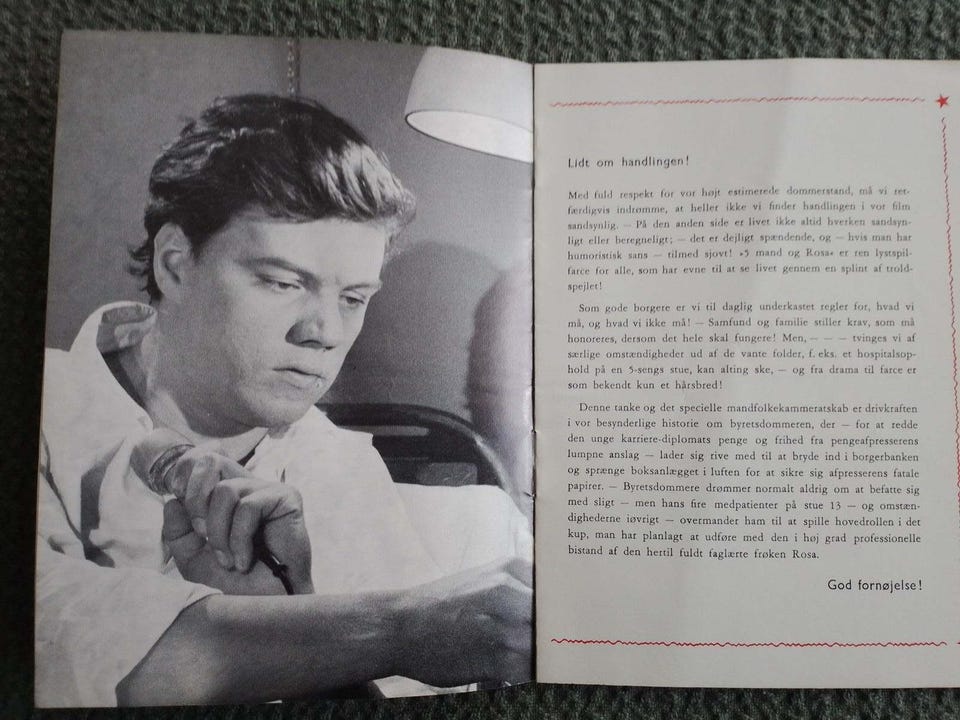 Lidt om handlingen!
Med fuld respekt for vor højt estimerede dommerstand, må vi ret-
færdigvis indrømme, at heller ikke vi finder handlingen i vor film
sandsynlig. — På den anden side er livet ikke altid hverken sandsyn-
ligt eller beregneligt; — det er dejligt spændende, og — hvis man har
humoristisk sans — tilmed sjovt! »5 mand og Rosa« er ren lystspil-
farce for alle, som har evne til at se livet gennem en splint af trold-
spejlet!
Som gode borgere er vi til daglig underkastet regler for, hvad vi
må, og hvad vi ikke må! — Samfund og familie stiller krav, som må
honoreres, dersom det hele skal fungere! Men, — — — tvinges vi af
særlige omstændigheder ud af de vante folder, f. eks. et hospitalsop-
hold på en 5-sengs stue, kan alting ske, — og fra drama til farce er
som bekendt kun et hårsbred!
Denne tanke og det specielle mandfolkekammeratskab er drivkraften
i vor besynderlige historie om byretsdommeren, der — for at redde
den unge karriere-diplomats penge og frihed fra pengeafpresserens
lumpne anslag — lader sig rive med til at bryde ind i borgerbanken
og sprænge boksanlægget i luften for at sikre sig afpresserens fatale
papirer. — Byretsdommere drømmer normalt aldrig om at befatte sig
med sligt — men hans fire medpatienter på stue 13 — og omstæn-
dighederne iøvrigt — overmander ham til at spille hovedrollen i det
kup, man har planlagt at udføre med den i høj grad professionelle
bistand af den hertil fuldt faglærte frøken Rosa.
God fornøjelse!